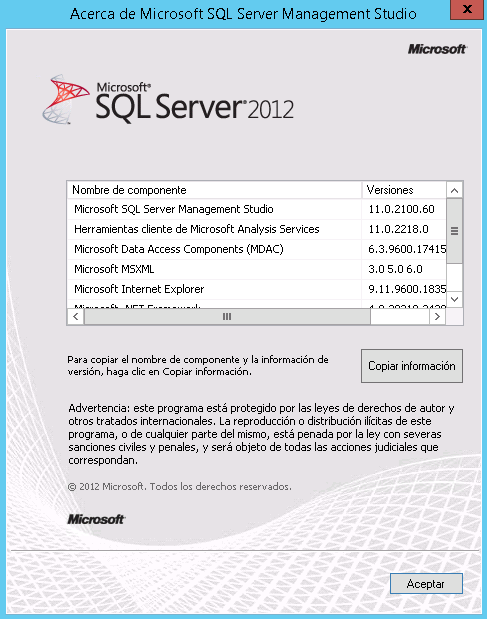 Acerca de Microsoft SQL Server Management Studio
x
Microsoft
Microsoft®
SQL Server® 2012
Nombre de componente Versiones
Microsoft SQL Server Management Studio 11.0.2100.60
Herramientas cliente de Microsoft Analysis Services 11.0.2218.0
Microsoft Data Access Components (MDAC) 6.3.9600.17415
Microsoft MSXML 3.0 5.0 6.0
Microsoft Internet Explorer 9.11.9600.1835
Microsoft .NET Framework
Para copiar el nombre de componente y la información de
versión, haga clic en Copiar información.
Copiar información
Advertencia: este programa está protegido por las leyes de derechos de autor y
otros tratados internacionales. La reproducción o distribución ilícitas de este
programa, o de cualquier parte del mismo, está penada por la ley con severas
sanciones civiles y penales, y será objeto de todas las acciones judiciales que
correspondan.
© 2012 Microsoft. Todos los derechos reservados.
Microsoft
Aceptar